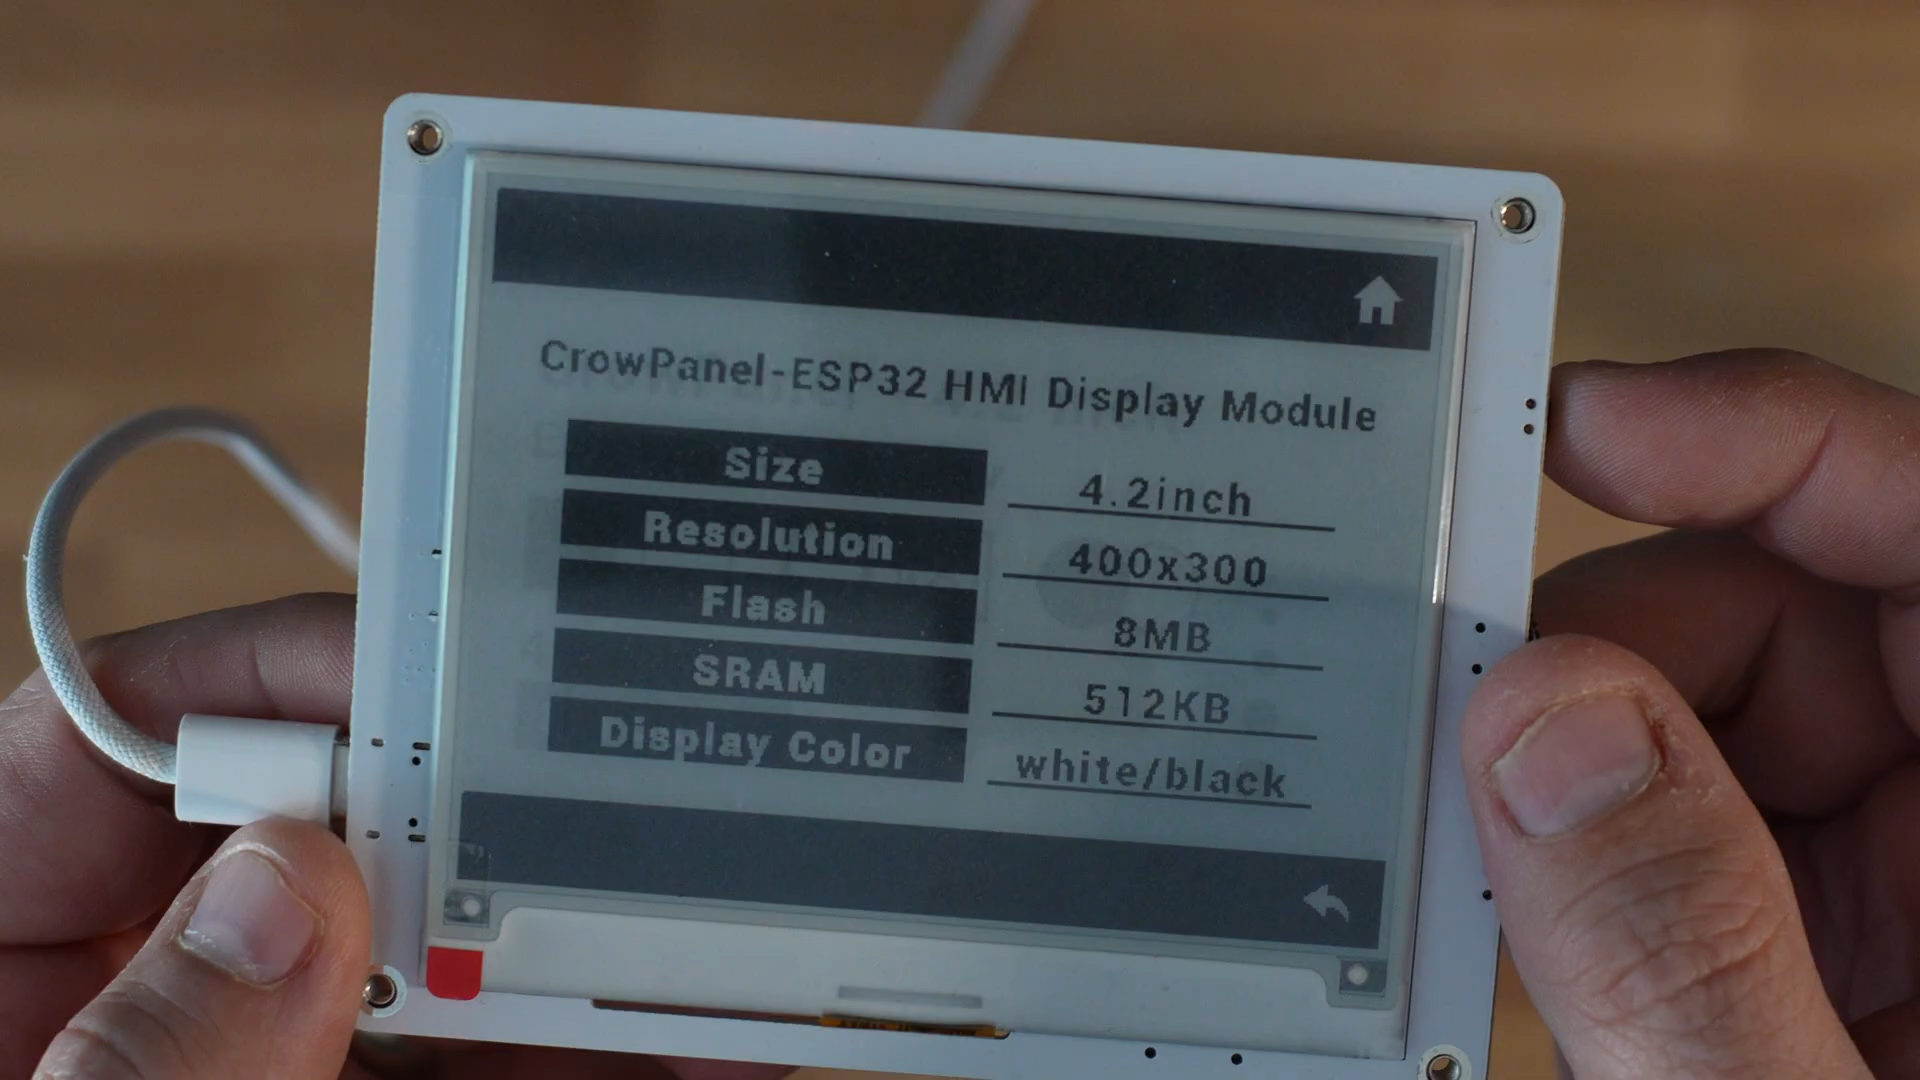 CrowPanel-ESP32 HMI Display Module
Size 4.2inch
Resolution 400x300
Flash 8MB
SRAM 512KB
Display Color white/black